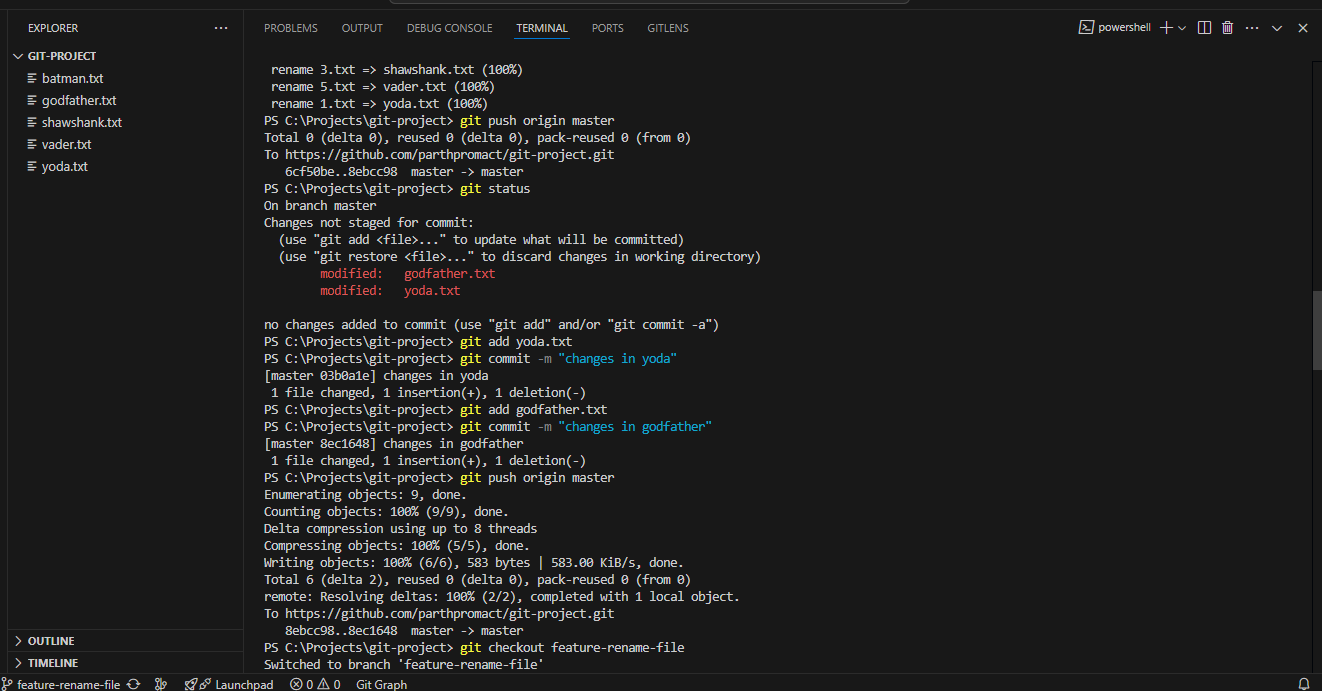 EXPLORER
GIT-PROJECT
batman.txt
godfather.txt
shawshank.txt
vader.txt
yoda.txt
OUTLINE
TIMELINE
PROBLEMS OUTPUT DEBUG CONSOLE TERMINAL PORTS GITLENS
powershell
rename 3.txt => shawshank.txt (100%)
rename 5.txt => vader.txt (100%)
rename 1.txt => yoda.txt (100%)
PS C:\Projects\git-project> git push origin master
Total 0 (delta 0), reused 0 (delta 0), pack-reused 0 (from 0)
To https://github.com/parthpromact/git-project.git
   6cf50be..8ebcc98  master -> master
PS C:\Projects\git-project> git status
On branch master
Changes not staged for commit:
  (use "git add <file>..." to update what will be committed)
  (use "git restore <file>..." to discard changes in working directory)
        modified:   godfather.txt
        modified:   yoda.txt
no changes added to commit (use "git add" and/or "git commit -a")
PS C:\Projects\git-project> git add yoda.txt
PS C:\Projects\git-project> git commit -m "changes in yoda"
[master 03b0a1e] changes in yoda
 1 file changed, 1 insertion(+), 1 deletion(-)
PS C:\Projects\git-project> git add godfather.txt
PS C:\Projects\git-project> git commit -m "changes in godfather"
[master 8ec1648] changes in godfather
 1 file changed, 1 insertion(+), 1 deletion(-)
PS C:\Projects\git-project> git push origin master
Enumerating objects: 9, done.
Counting objects: 100% (9/9), done.
Delta compression using up to 8 threads
Compressing objects: 100% (5/5), done.
Writing objects: 100% (6/6), 583 bytes | 583.00 KiB/s, done.
Total 6 (delta 2), reused 0 (delta 0), pack-reused 0 (from 0)
remote: Resolving deltas: 100% (2/2), completed with 1 local object.
To https://github.com/parthpromact/git-project.git
   8ebcc98..8ec1648  master -> master
PS C:\Projects\git-project> git checkout feature-rename-file
Switched to branch 'feature-rename-file'
feature-rename-file Launchpad 0 0 Git Graph